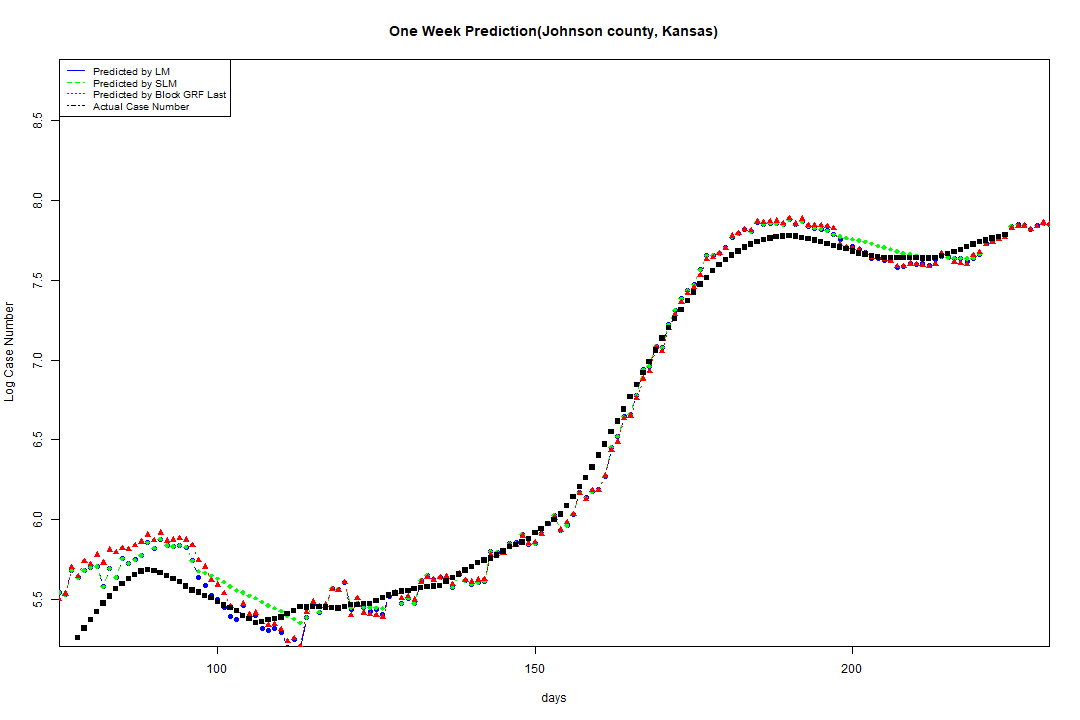 One Week Prediction(Johnson county, Kansas)
Predicted by LM
Predicted by SLM
Predicted by Block GRF Last
Actual Case Number
8.5
8.0
7.5
7.0
6.5
6.0
5.5
Log Case Number
100 150 200
days